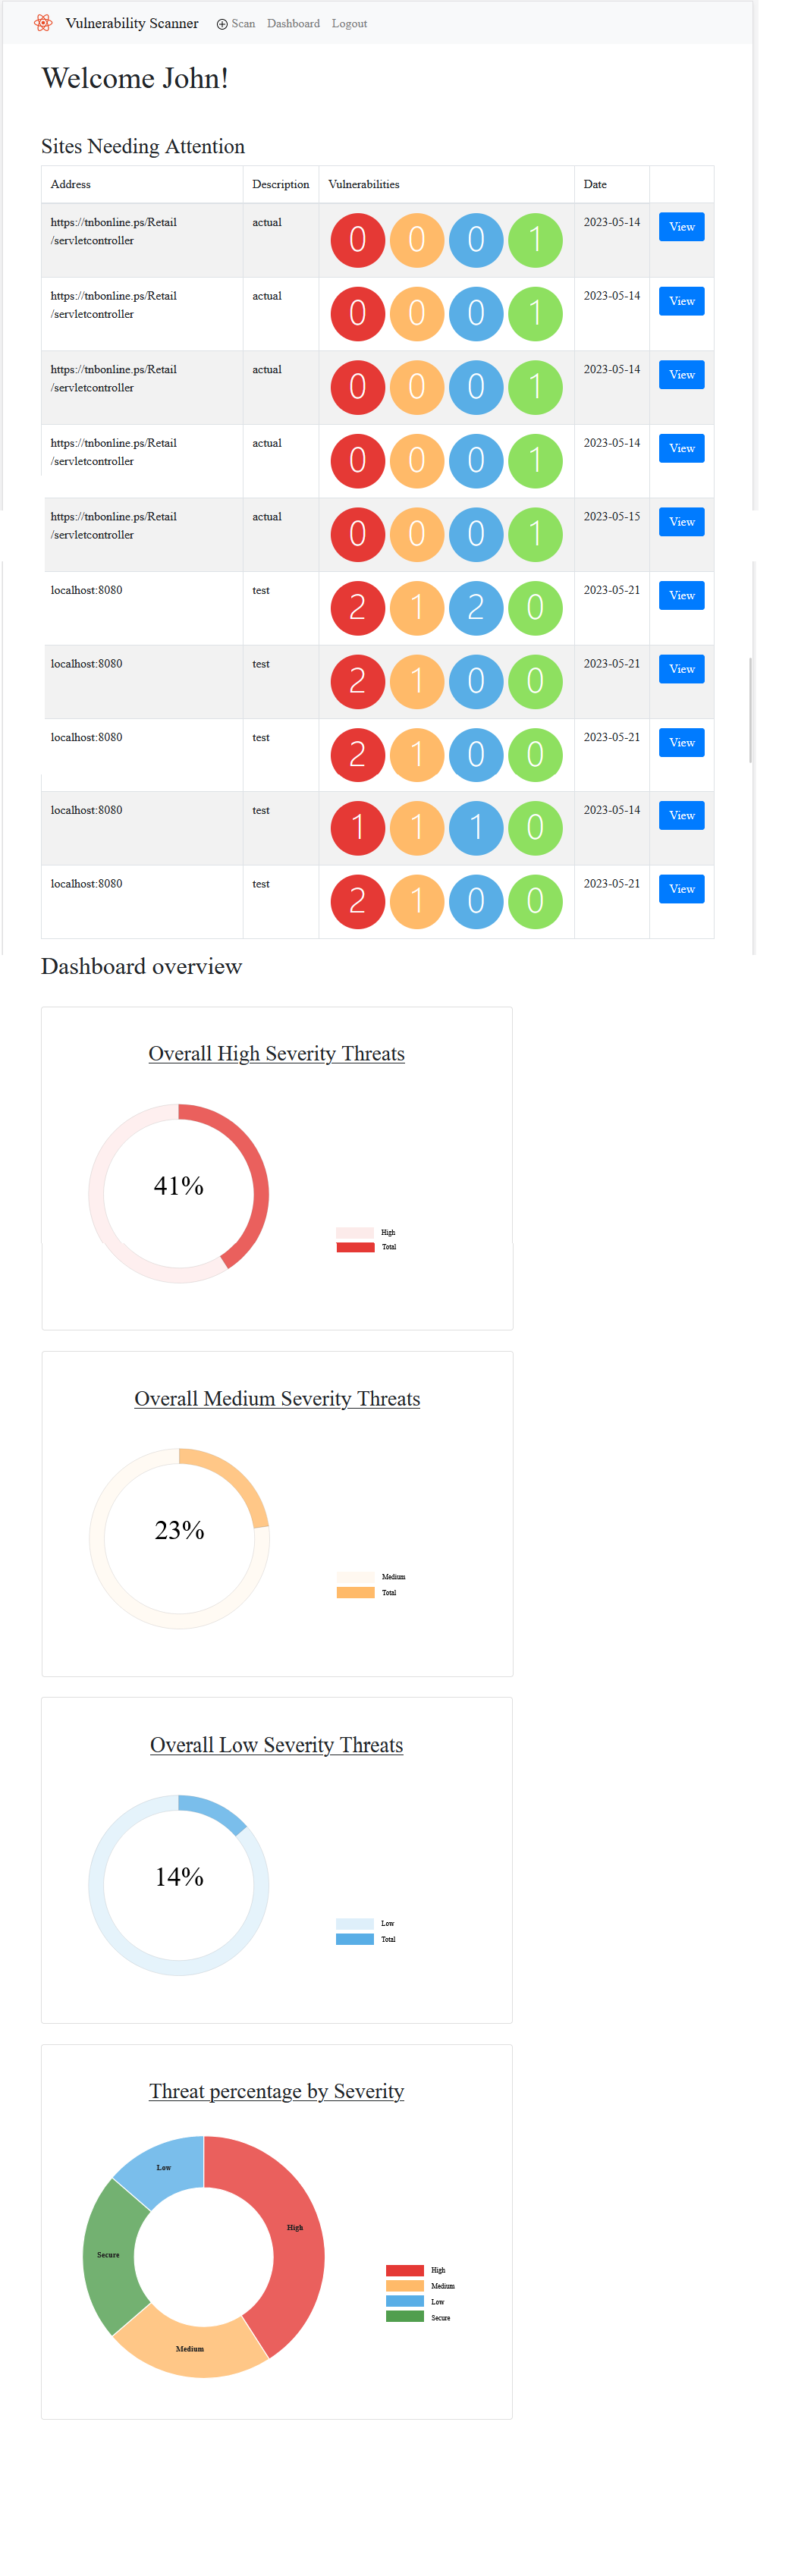 Vulnerability Scanner Scan Dashboard Logout
Welcome John!
Sites Needing Attention
Address Description Vulnerabilities Date
https://tnbonline.ps/Retail actual 0 0 0 1 2023-05-14 View
/servletcontroller
https://tnbonline.ps/Retail actual 0 0 0 1 2023-05-14 View
/servletcontroller
https://tnbonline.ps/Retail actual 0 0 0 1 2023-05-14 View
/servletcontroller
https://tnbonline.ps/Retail actual 0 0 0 1 2023-05-14 View
/servletcontroller
https://tnbonline.ps/Retail actual 0 0 0 1 2023-05-15 View
/servletcontroller
localhost:8080 test 2 1 2 0 2023-05-21 View
localhost:8080 test 2 1 0 0 2023-05-21 View
localhost:8080 test 2 1 0 0 2023-05-21 View
localhost:8080 test 1 1 1 0 2023-05-14 View
localhost:8080 test 2 1 0 0 2023-05-21 View
Dashboard overview
Overall High Severity Threats
41%
High
Total
Overall Medium Severity Threats
23%
Medium
Total
Overall Low Severity Threats
14%
Low
Total
Threat percentage by Severity
Low
High
Secure
Medium
High
Medium
Low
Secure